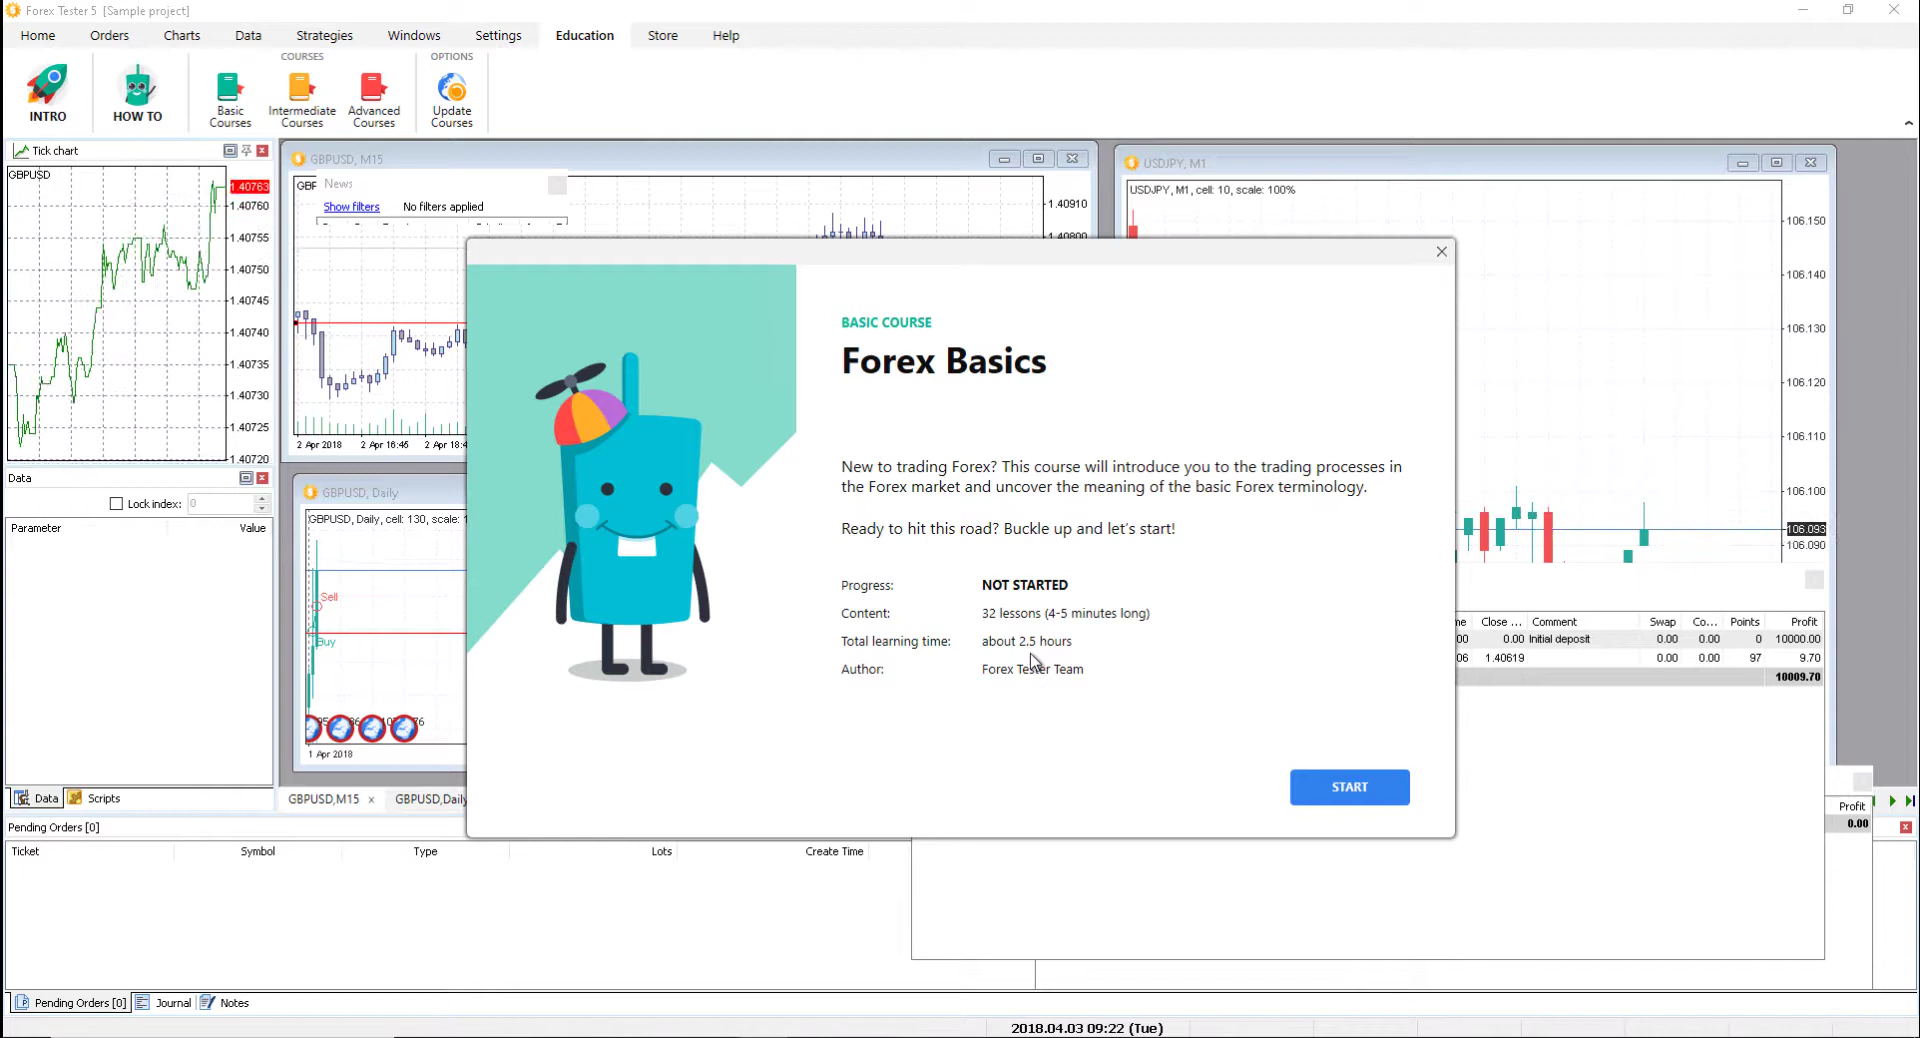 Forex Tester 5 [Sample project]
Home Orders Charts Data Strategies Windows Settings Education Store Help
COURSES OPTIONS
INTRO HOW TO Basic Courses Intermediate Courses Advanced Courses Update Courses
Tick chart
GBPUSD
1.40763
1.40760
1.40755
1.40750
1.40745
1.40740
1.40735
1.40730
1.40725
1.40720
GBPUSD, M15
News
Show filters No filters applied
1.40910
1.40800
2 Apr 2018 2 Apr 16:46
USDJPY, M1
USDJPY, M1, cell: 10, scale: 100%
106.150
106.140
106.130
106.120
106.110
106.100
106.093
106.090
BASIC COURSE
Forex Basics
New to trading Forex? This course will introduce you to the trading processes in
the Forex market and uncover the meaning of the basic Forex terminology.
Ready to hit this road? Buckle up and let's start!
Progress: NOT STARTED
Content: 32 lessons (4-5 minutes long)
Total learning time: about 2.5 hours
Author: Forex Tester Team
START
Data
Lock index: 0
Parameter Value
GBPUSD, Daily
GBPUSD, Daily, cell: 130, scale:
Sell
Buy
1 Apr 2018
Close ... Comment Swap Co... Points Profit
0.00 Initial deposit 0.00 0.00 0 10000.00
1.40619 0.00 0.00 97 9.70
10009.70
Data Scripts
GBPUSD,M15 GBPUSD,Daily
Profit
0.00
Pending Orders [0]
Ticket Symbol Type Lots Create Time
Pending Orders [0] Journal Notes
2018.04.03 09:22 (Tue)